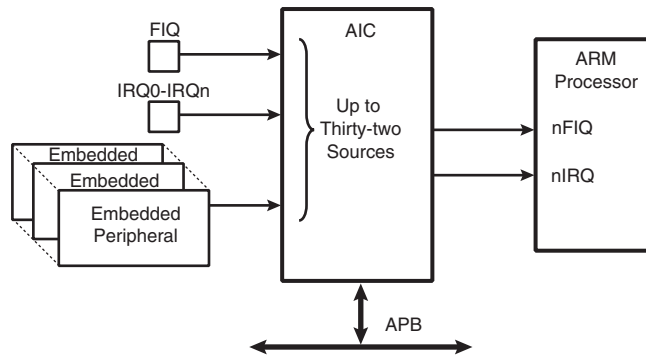 FIQ
IRQ0-IRQn
Embedded
Embedded
Embedded
Peripheral
AIC
Up to
Thirty-two
Sources
ARM
Processor
nFIQ
nIRQ
APB